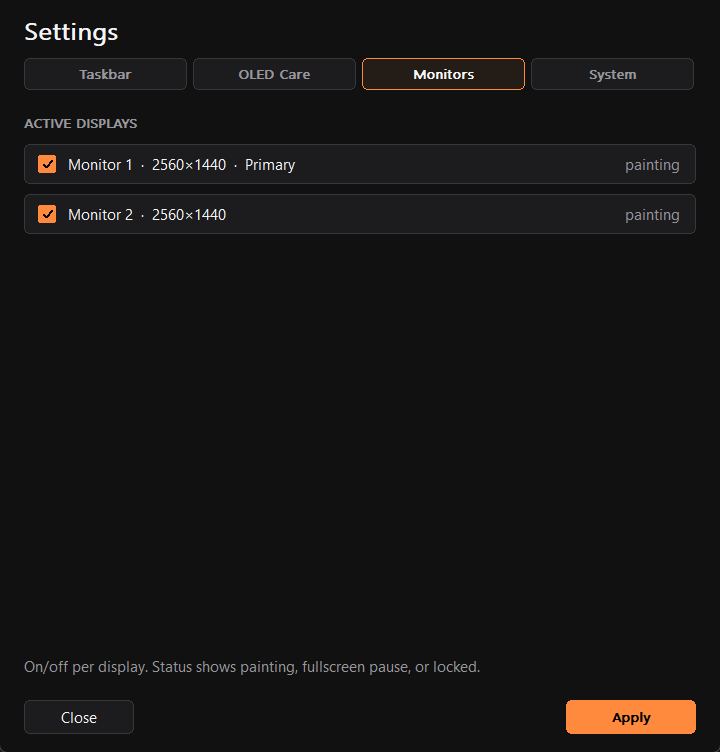 Settings
Taskbar OLED Care Monitors System
ACTIVE DISPLAYS
Monitor 1 · 2560×1440 · Primary painting
Monitor 2 · 2560×1440 painting
On/off per display. Status shows painting, fullscreen pause, or locked.
Close Apply